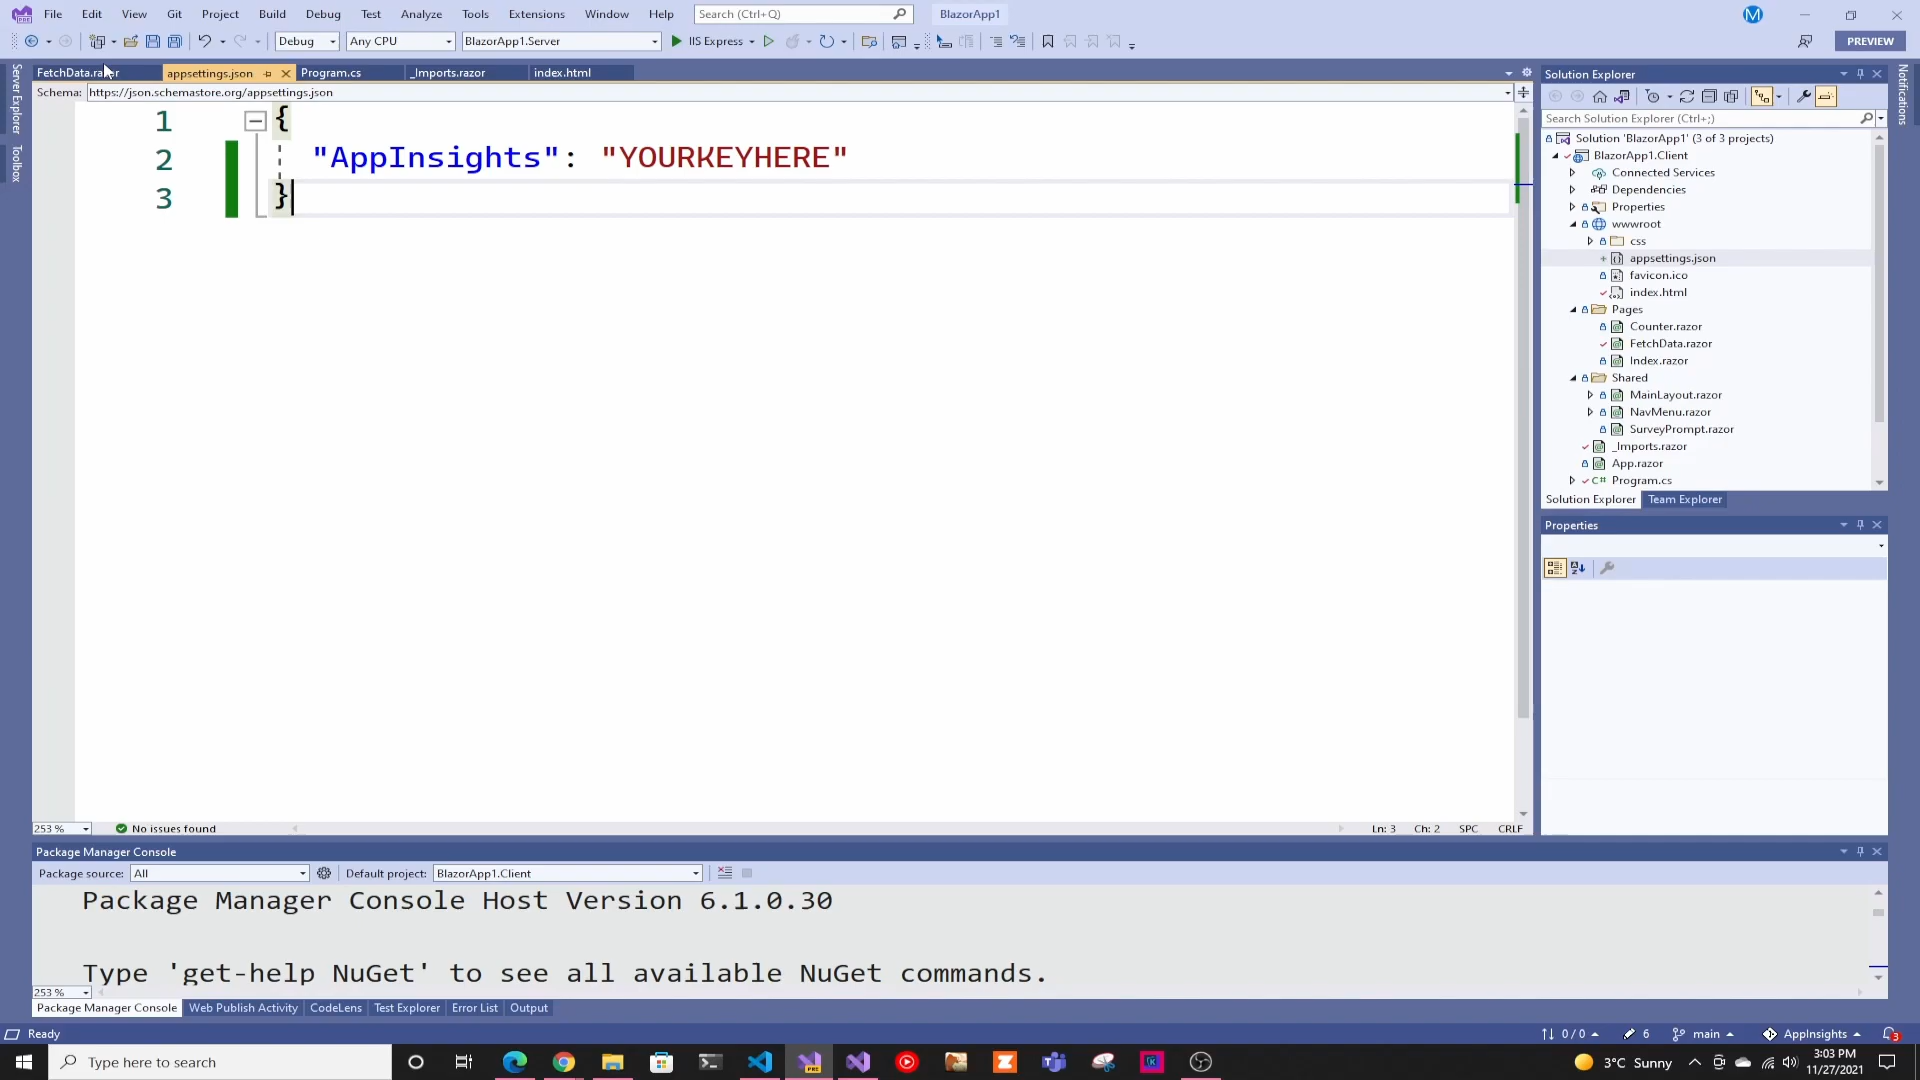 File Edit View Git Project Build Debug Test Analyze Tools Extensions Window Help Search (Ctrl+Q) BlazorApp1 M
Debug Any CPU BlazorApp1.Server IIS Express PREVIEW
FetchData.razor appsettings.json Program.cs _Imports.razor index.html
Schema: https://json.schemastore.org/appsettings.json
1 {
2 "AppInsights": "YOURKEYHERE"
3 }
253 % No issues found Ln: 3 Ch: 2 SPC CRLF
Server Explorer
Toolbox
Notifications
Solution Explorer
Search Solution Explorer (Ctrl+;)
Solution 'BlazorApp1' (3 of 3 projects)
BlazorApp1.Client
Connected Services
Dependencies
Properties
wwwroot
css
appsettings.json
favicon.ico
index.html
Pages
Counter.razor
FetchData.razor
Index.razor
Shared
MainLayout.razor
NavMenu.razor
SurveyPrompt.razor
_Imports.razor
App.razor
C# Program.cs
Solution Explorer Team Explorer
Properties
Package Manager Console
Package source: All Default project: BlazorApp1.Client
Package Manager Console Host Version 6.1.0.30
Type 'get-help NuGet' to see all available NuGet commands.
253 %
Package Manager Console Web Publish Activity CodeLens Test Explorer Error List Output
Ready 0 / 0 6 main AppInsights 3
Type here to search 3°C Sunny 3:03 PM
11/27/2021